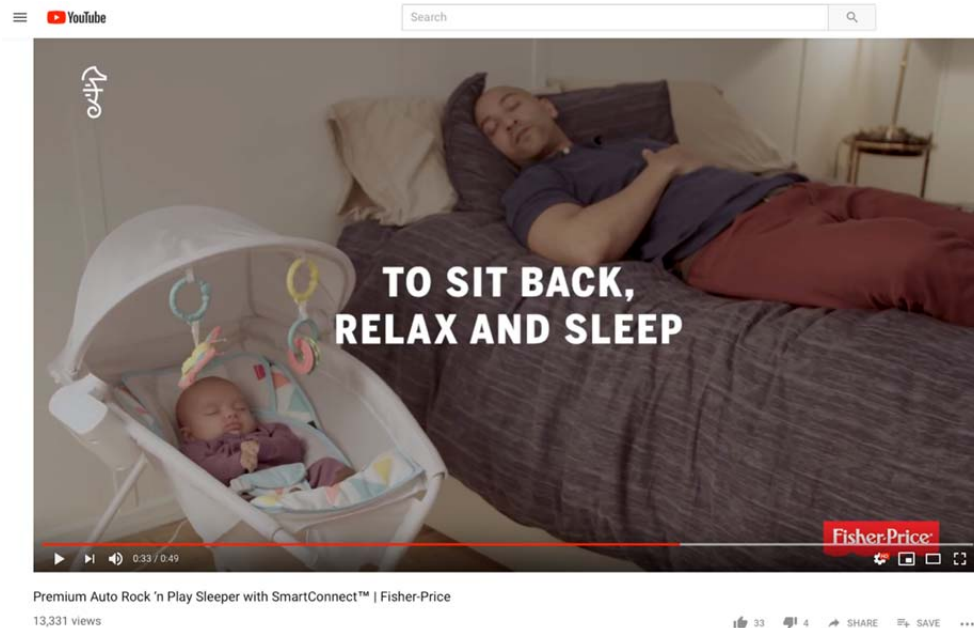 YouTube
Search
TO SIT BACK,
RELAX AND SLEEP
Fisher-Price
0:33 / 0:49
Premium Auto Rock 'n Play Sleeper with SmartConnect™ | Fisher-Price
13,331 views
33
4
SHARE
SAVE